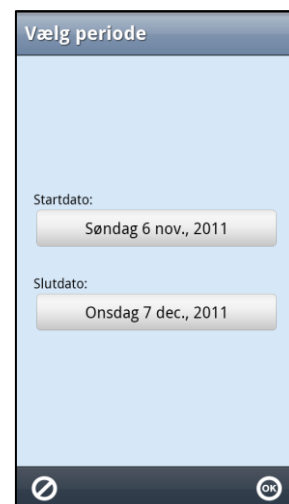 Vælg periode
Startdato:
Søndag 6 nov., 2011
Slutdato:
Onsdag 7 dec., 2011
OK